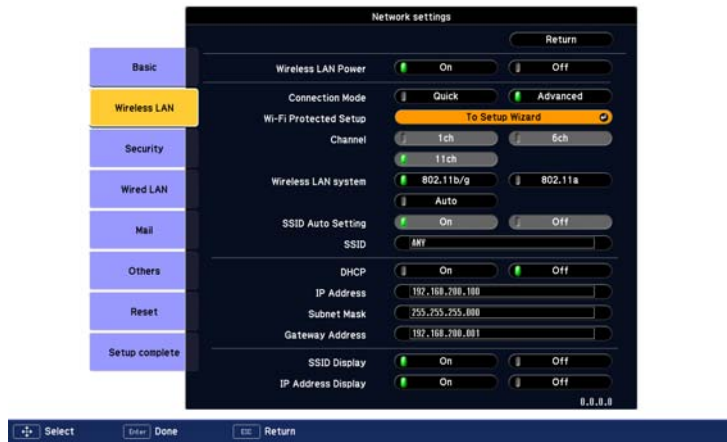 Network settings
Return
Basic
Wireless LAN Power On Off
Wireless LAN
Connection Mode Quick Advanced
Wi-Fi Protected Setup To Setup Wizard
Security
Channel 1ch 6ch
11ch
Wired LAN
Wireless LAN system 802.11b/g 802.11a
Auto
Mail
SSID Auto Setting On Off
SSID ANY
Others
DHCP On Off
IP Address 192.168.200.100
Reset
Subnet Mask 255.255.255.000
Gateway Address 192.168.200.001
Setup complete
SSID Display On Off
IP Address Display On Off
0.0.0.0
Select Enter Done ESC Return